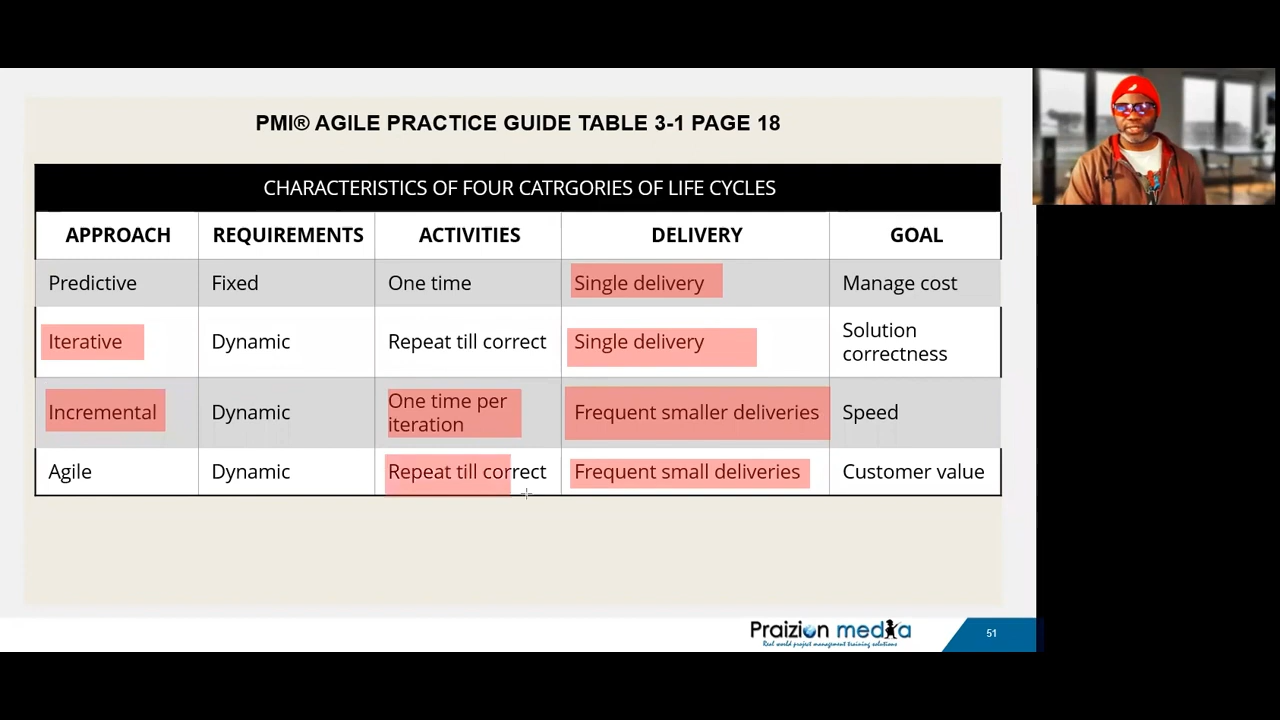 PMI® AGILE PRACTICE GUIDE TABLE 3-1 PAGE 18
CHARACTERISTICS OF FOUR CATRGORIES OF LIFE CYCLES
APPROACH REQUIREMENTS ACTIVITIES DELIVERY GOAL
Predictive Fixed One time Single delivery Manage cost
Iterative Dynamic Repeat till correct Single delivery Solution
correctness
Incremental Dynamic One time per
iteration Frequent smaller deliveries Speed
Agile Dynamic Repeat till correct Frequent small deliveries Customer value
Praizion media
Real world project management training solutions
51